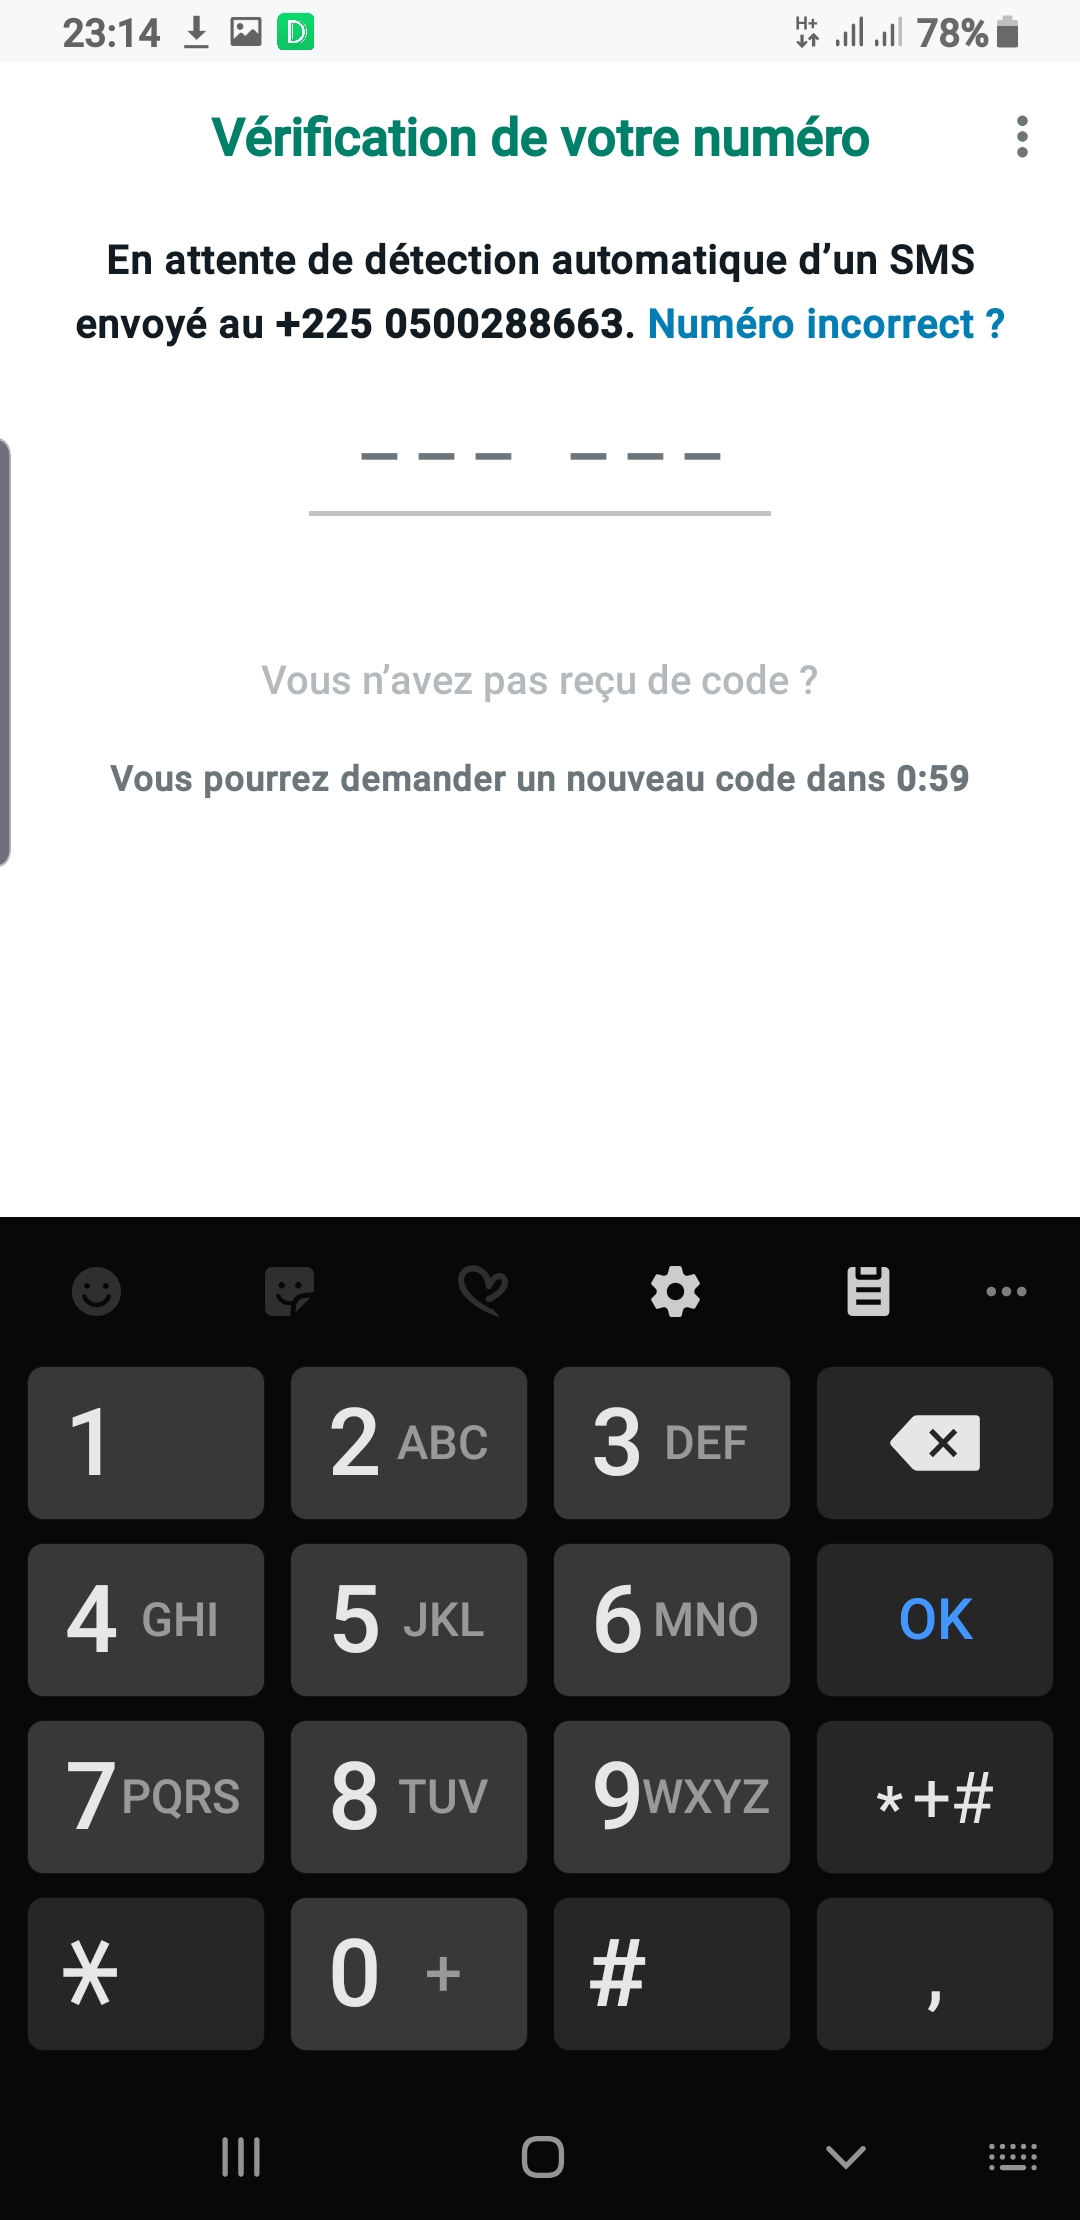 23:14 D H+ 78%
Vérification de votre numéro
En attente de détection automatique d’un SMS
envoyé au +225 0500288663. Numéro incorrect ?
Vous n’avez pas reçu de code ?
Vous pourrez demander un nouveau code dans 0:59
1 2 ABC 3 DEF
4 GHI 5 JKL 6 MNO OK
7 PQRS 8 TUV 9 WXYZ *+#
* 0 + # ,